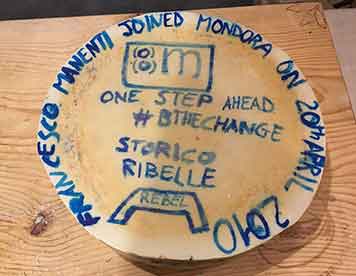 FRANCESCO MANENTI JOINED MONDORA ON 20TH APRIL 2010
m
ONE STEP AHEAD
# BTHECHANGE
STORICO
RIBELLE
REBEL